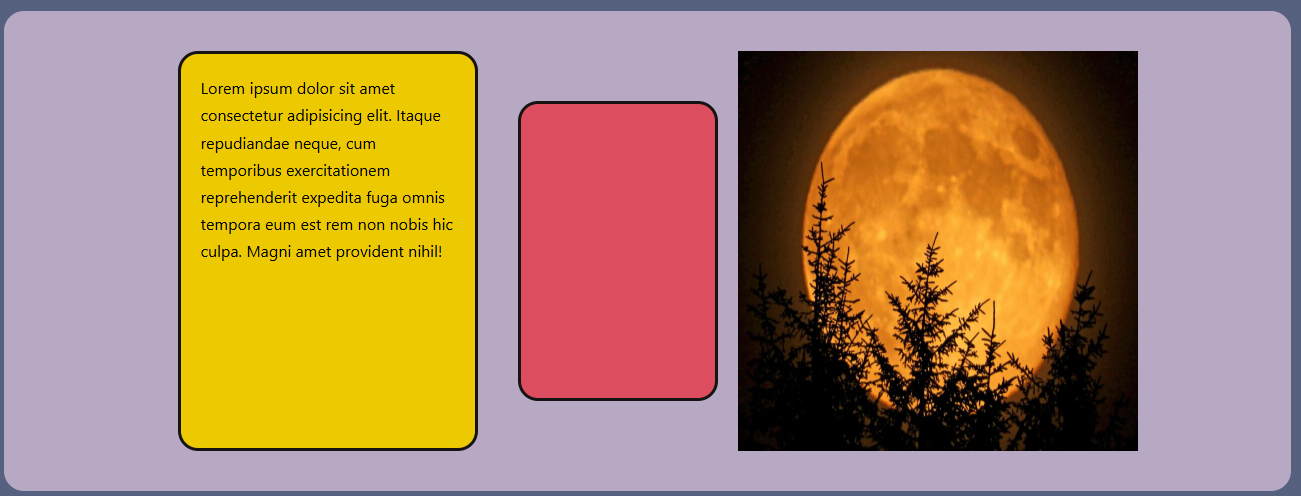 Lorem ipsum dolor sit amet
consectetur adipisicing elit. Itaque
repudiandae neque, cum
temporibus exercitationem
reprehenderit expedita fuga omnis
tempora eum est rem non nobis hic
culpa. Magni amet provident nihil!